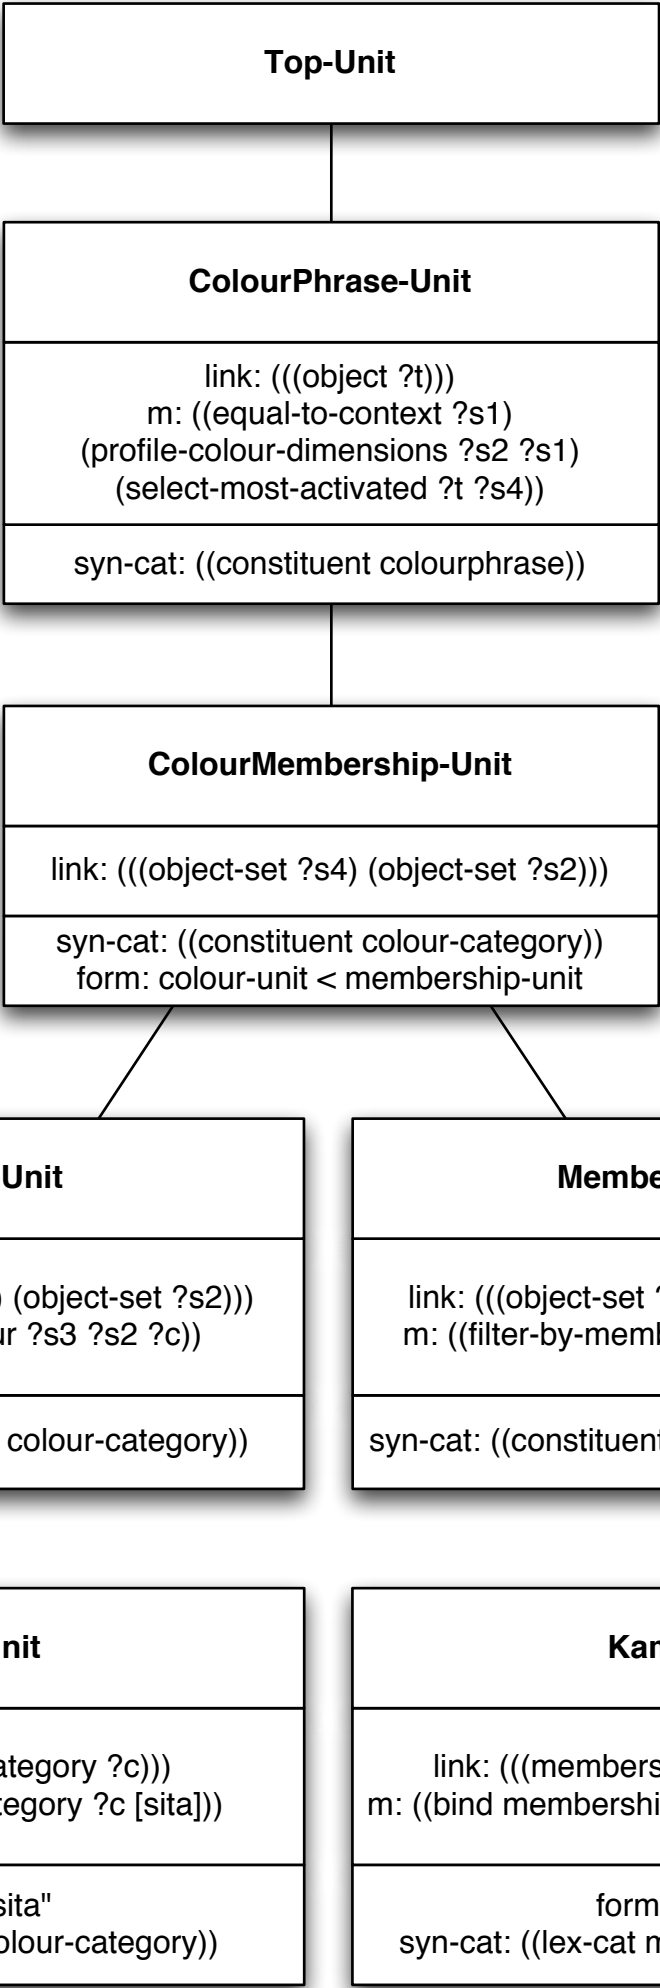 Top-Unit
ColourPhrase-Unit
link: (((object ?t)))
m: ((equal-to-context ?s1)
(profile-colour-dimensions ?s2 ?s1)
(select-most-activated ?t ?s4))
syn-cat: ((constituent colourphrase))
ColourMembership-Unit
link: (((object-set ?s4) (object-set ?s2)))
syn-cat: ((constituent colour-category))
form: colour-unit < membership-unit
Unit
) (object-set ?s2)))
?s3 ?s2 ?c))
colour-category))
link: (((object-set
m: ((filter-by-memb
syn-cat: ((constituent
nit
ategory ?c)))
tegory ?c [sita]))
sita"
olour-category))
link: (((members
m: ((bind membershi
form
syn-cat: ((lex-cat